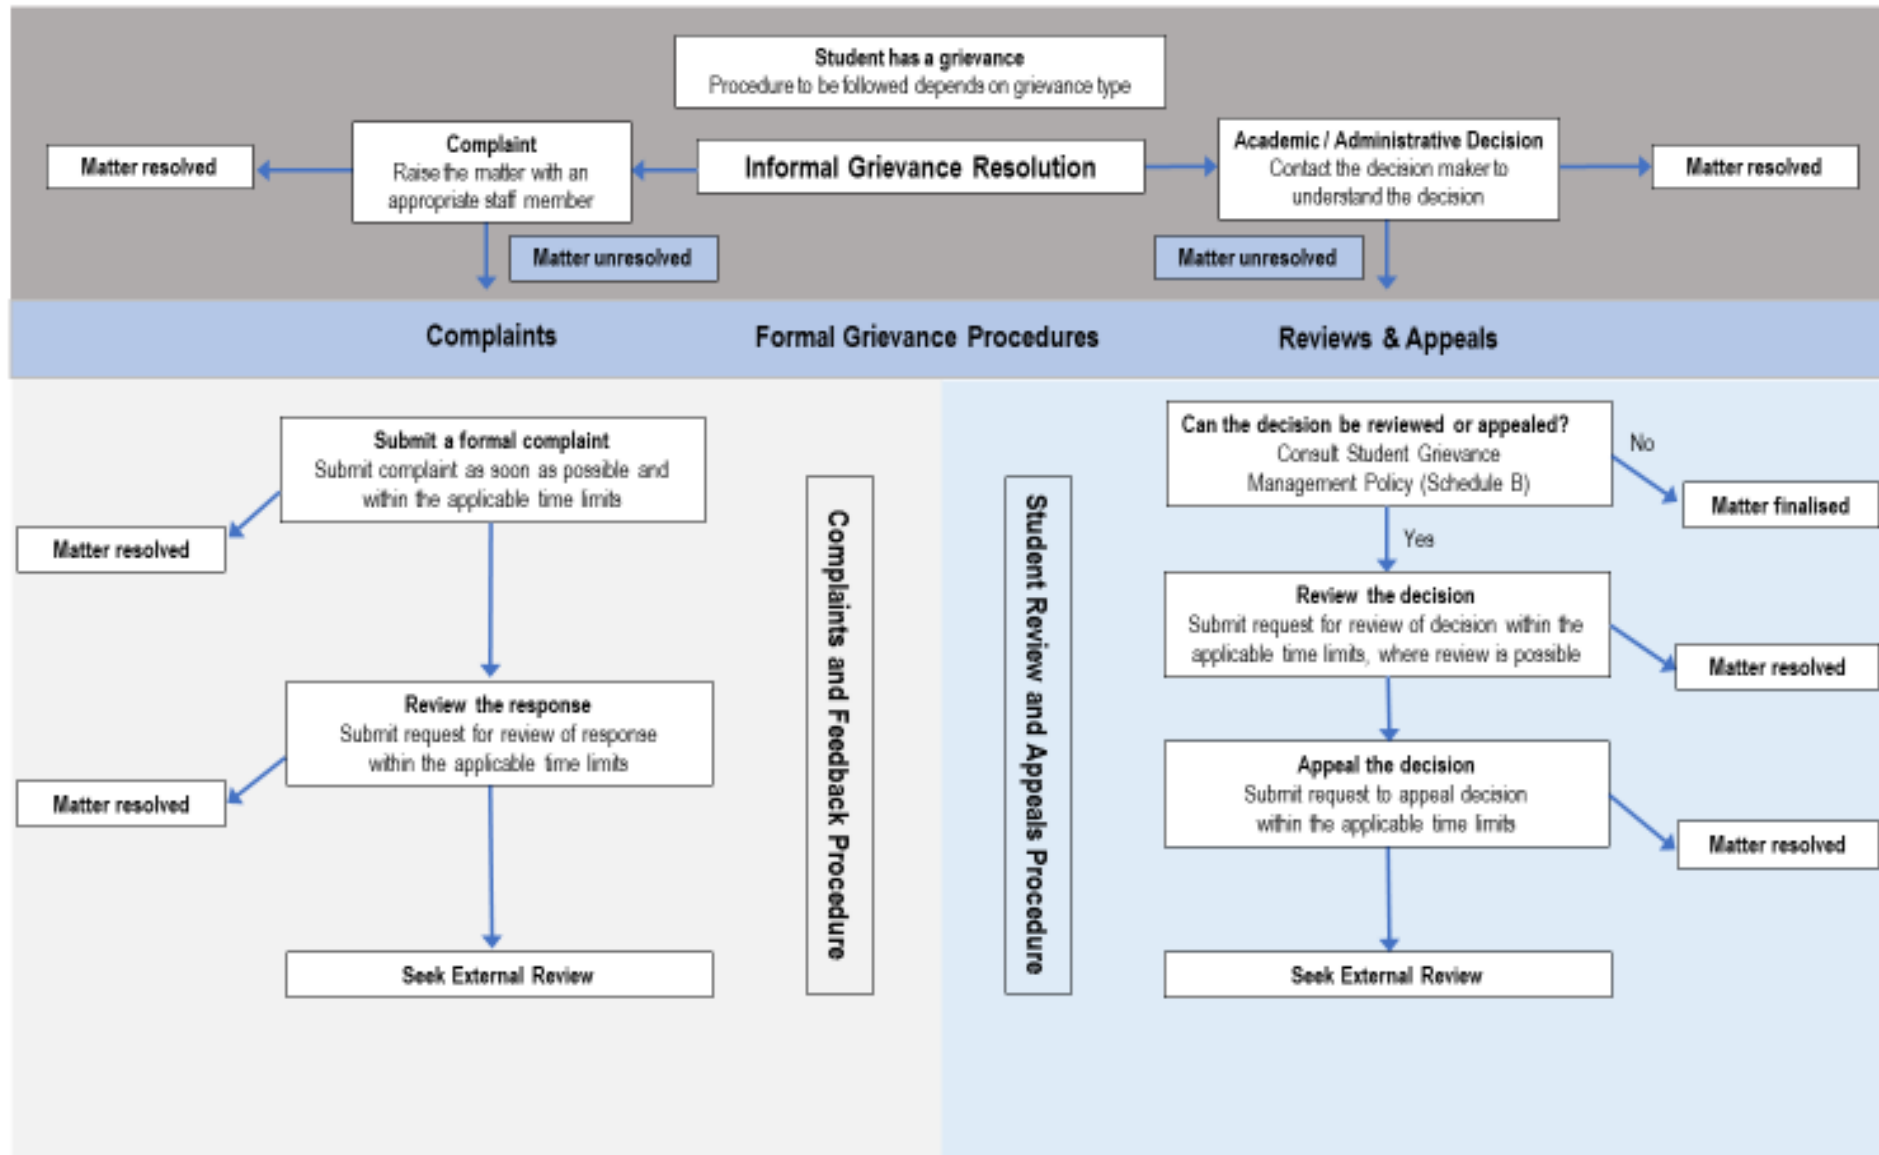 Student has a grievance
Procedure to be followed depends on grievance type
Matter resolved
Complaint
Raise the matter with an
appropriate staff member
Informal Grievance Resolution
Academic / Administrative Decision
Contact the decision maker to
understand the decision
Matter resolved
Matter unresolved
Matter unresolved
Complaints
Formal Grievance Procedures
Reviews & Appeals
Submit a formal complaint
Submit complaint as soon as possible and
within the applicable time limits
Matter resolved
Review the response
Submit request for review of response
within the applicable time limits
Matter resolved
Seek External Review
Complaints and Feedback Procedure
Student Review and Appeals Procedure
Can the decision be reviewed or appealed?
Consult Student Grievance
Management Policy (Schedule B)
No
Matter finalised
Yes
Review the decision
Submit request for review of decision within the
applicable time limits, where review is possible
Matter resolved
Appeal the decision
Submit request to appeal decision
within the applicable time limits
Matter resolved
Seek External Review